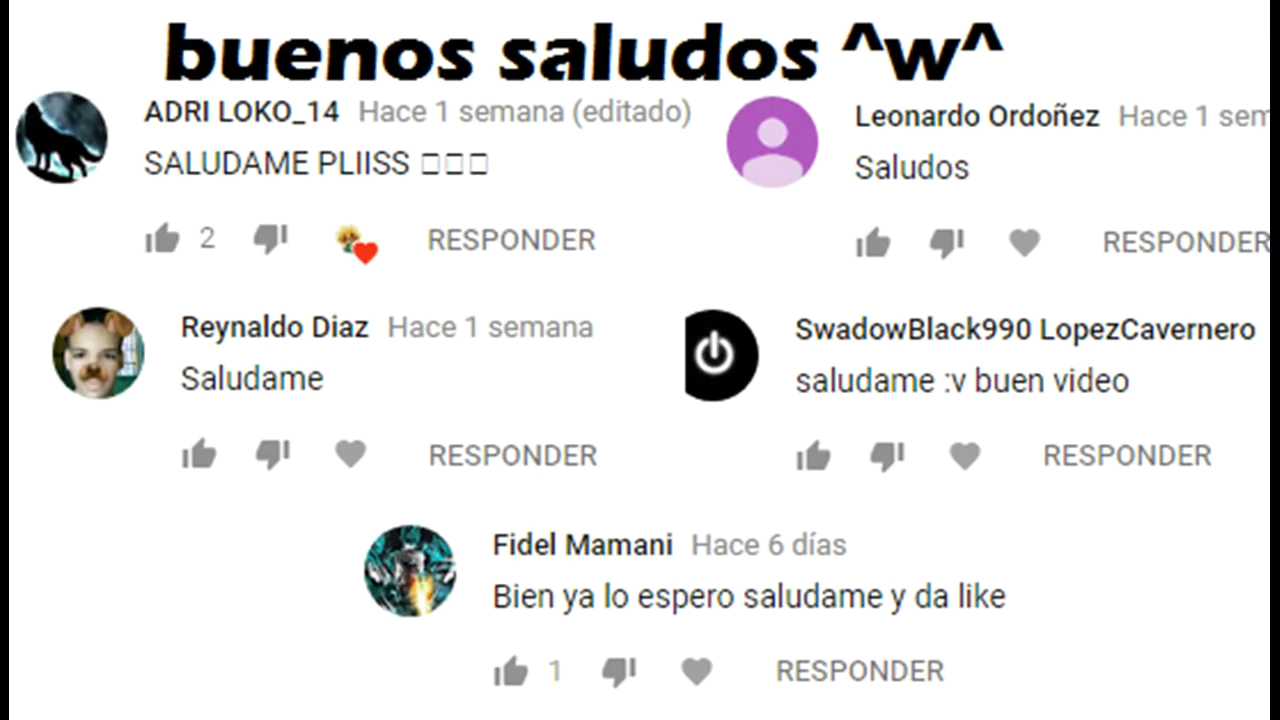 buenos saludos ^w^
ADRI LOKO_14 Hace 1 semana (editado)
SALUDAME PLIISS □□□
2 RESPONDER
Leonardo Ordoñez Hace 1 sem
Saludos
RESPONDER
Reynaldo Diaz Hace 1 semana
Saludame
RESPONDER
SwadowBlack990 LopezCavernero
saludame :v buen video
RESPONDER
Fidel Mamani Hace 6 días
Bien ya lo espero saludame y da like
1 RESPONDER